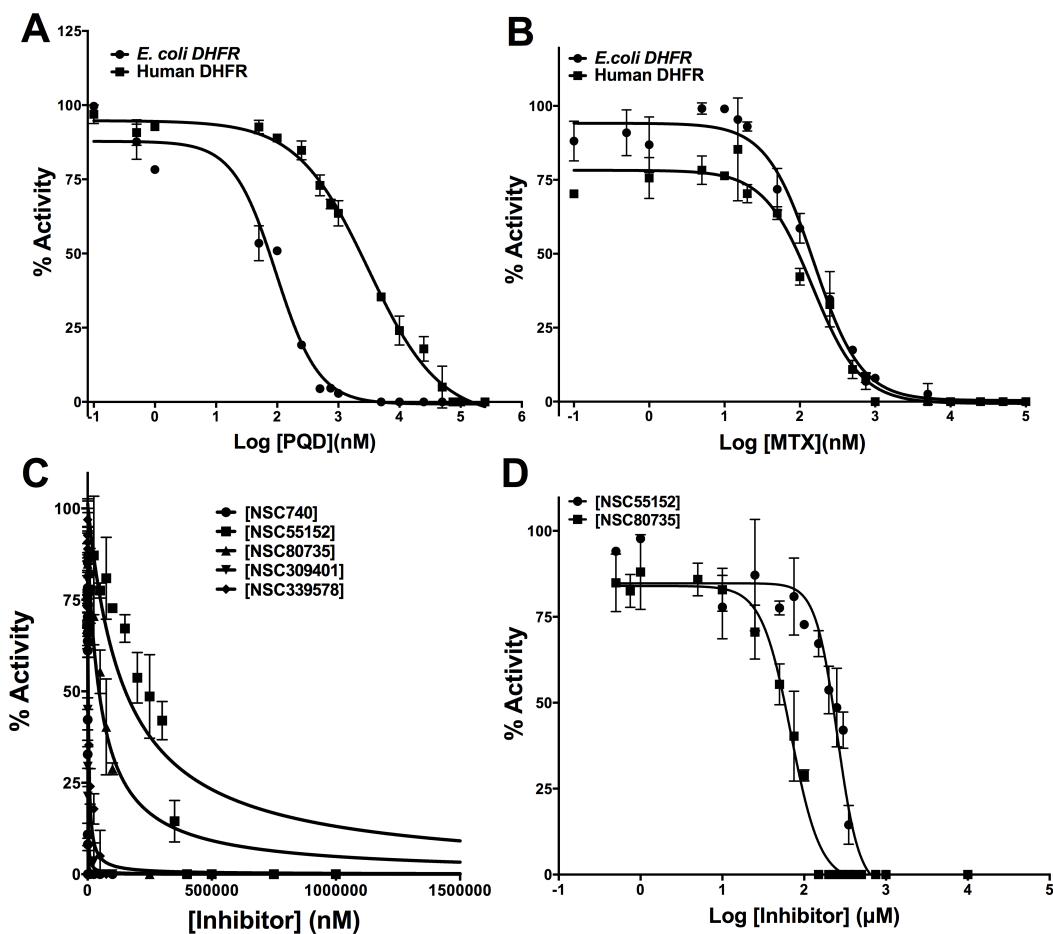 A
E. coli DHFR
Human DHFR
125
100
75
50
25
0
% Activity
-1 0 1 2 3 4 5 6
Log [PQD](nM)
B
E.coli DHFR
Human DHFR
100
75
50
25
0
% Activity
-1 0 1 2 3 4 5
Log [MTX](nM)
C
[NSC740]
[NSC55152]
[NSC80735]
[NSC309401]
[NSC339578]
100
75
50
25
0
% Activity
0 500000 1000000 1500000
[Inhibitor] (nM)
D
[NSC55152]
[NSC80735]
100
75
50
25
0
% Activity
-1 0 1 2 3 4 5
Log [Inhibitor] (µM)